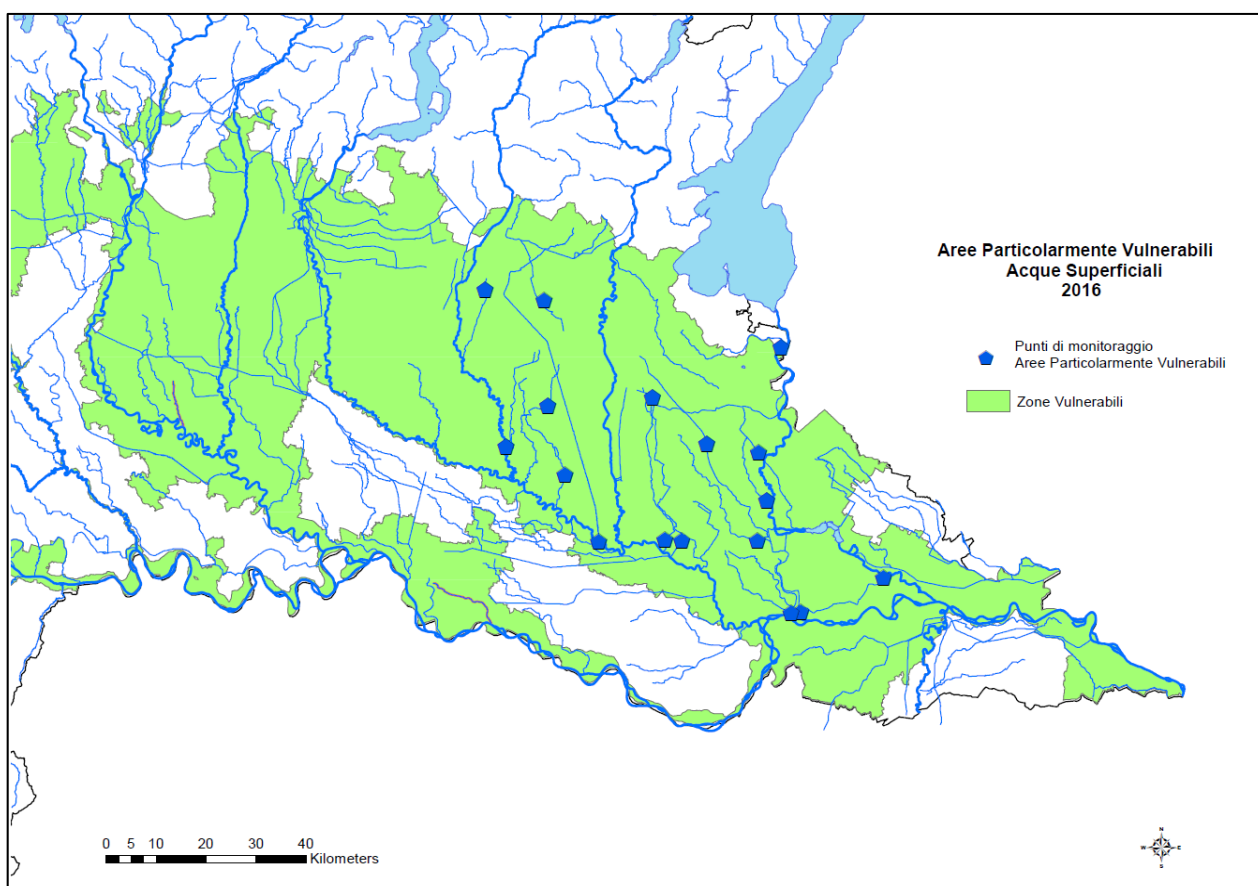 Aree Particolarmente Vulnerabili
Acque Superficiali
2016
Punti di monitoraggio
Aree Particolarmente Vulnerabili
Zone Vulnerabili
0 5 10 20 30 40
Kilometers
N
W E
S